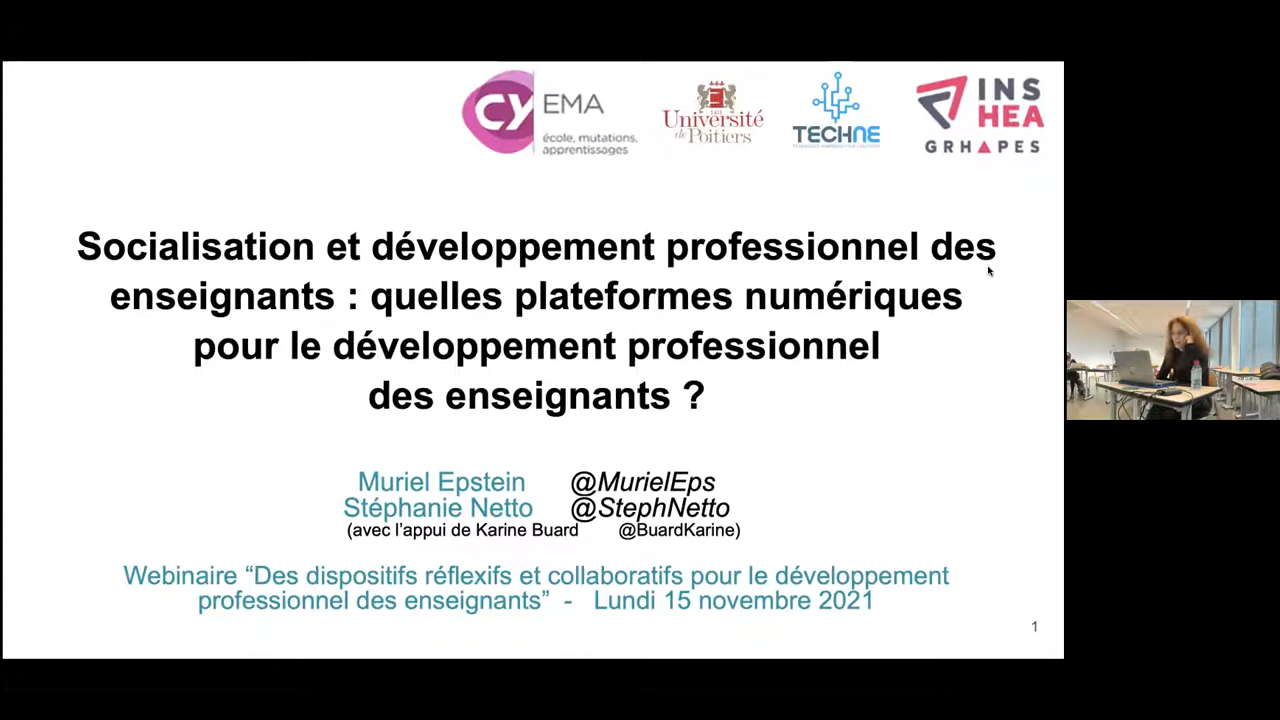 CY
EMA
école, mutations,
apprentissages
Université
de Poitiers
TECHNE
INS
HEA
GRHAPES
Socialisation et développement professionnel des
enseignants : quelles plateformes numériques
pour le développement professionnel
des enseignants ?
Muriel Epstein @MurielEps
Stéphanie Netto @StephNetto
(avec l'appui de Karine Buard @BuardKarine)
Webinaire “Des dispositifs réflexifs et collaboratifs pour le développement
professionnel des enseignants” - Lundi 15 novembre 2021
1